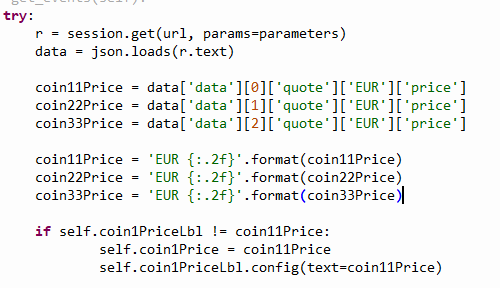 get_events(self):
try:
r = session.get(url, params=parameters)
data = json.loads(r.text)
coin11Price = data['data'][0]['quote']['EUR']['price']
coin22Price = data['data'][1]['quote']['EUR']['price']
coin33Price = data['data'][2]['quote']['EUR']['price']
coin11Price = 'EUR {:.2f}'.format(coin11Price)
coin22Price = 'EUR {:.2f}'.format(coin22Price)
coin33Price = 'EUR {:.2f}'.format(coin33Price)
if self.coin1PriceLbl != coin11Price:
self.coin1Price = coin11Price
self.coin1PriceLbl.config(text=coin11Price)